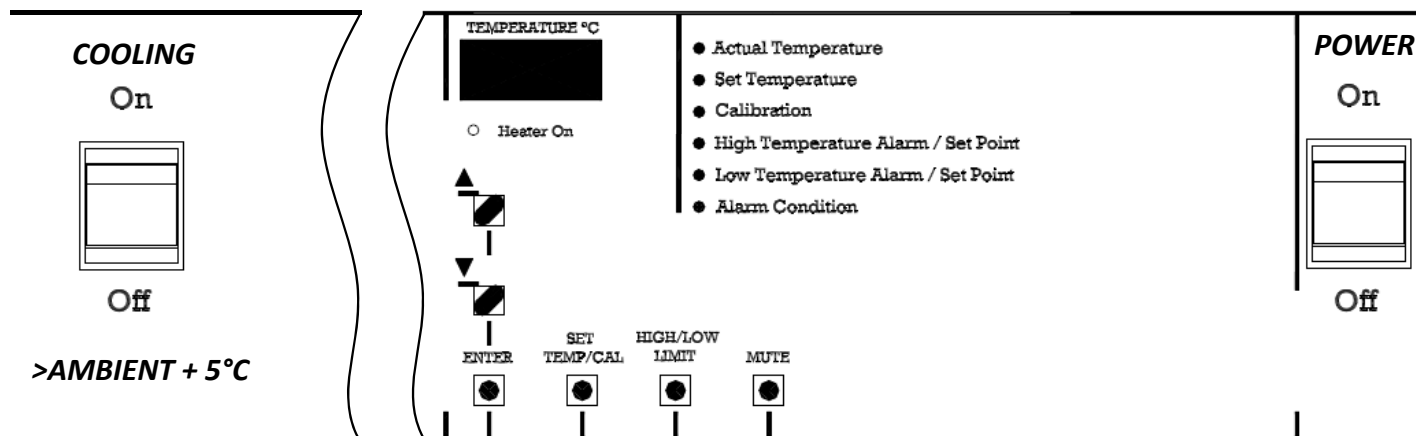 COOLING
On
Off
>AMBIENT + 5°C
TEMPERATURE °C
Heater On
▲
▼
ENTER
SET
TEMP/CAL
HIGH/LOW
LIMIT
MUTE
● Actual Temperature
● Set Temperature
● Calibration
● High Temperature Alarm / Set Point
● Low Temperature Alarm / Set Point
● Alarm Condition
POWER
On
Off